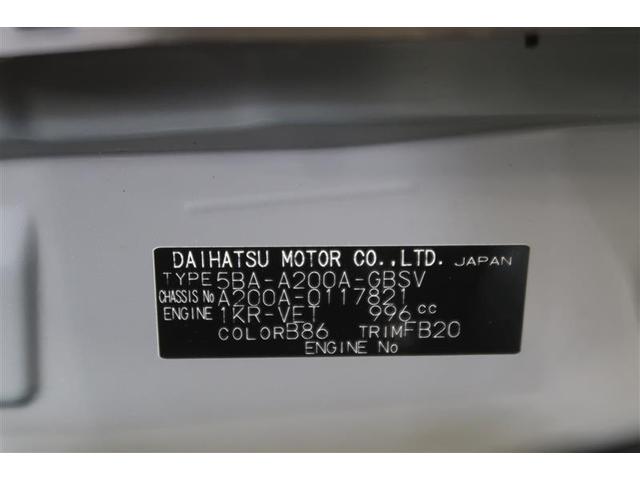 DAIHATSU MOTOR CO.,LTD. JAPAN
TYPE 5BA-A200A-GBSV
CHASSIS No A200A-0117821
ENGINE 1KR-VET 996 cc
COLOR B86 TRIM FB20
ENGINE No